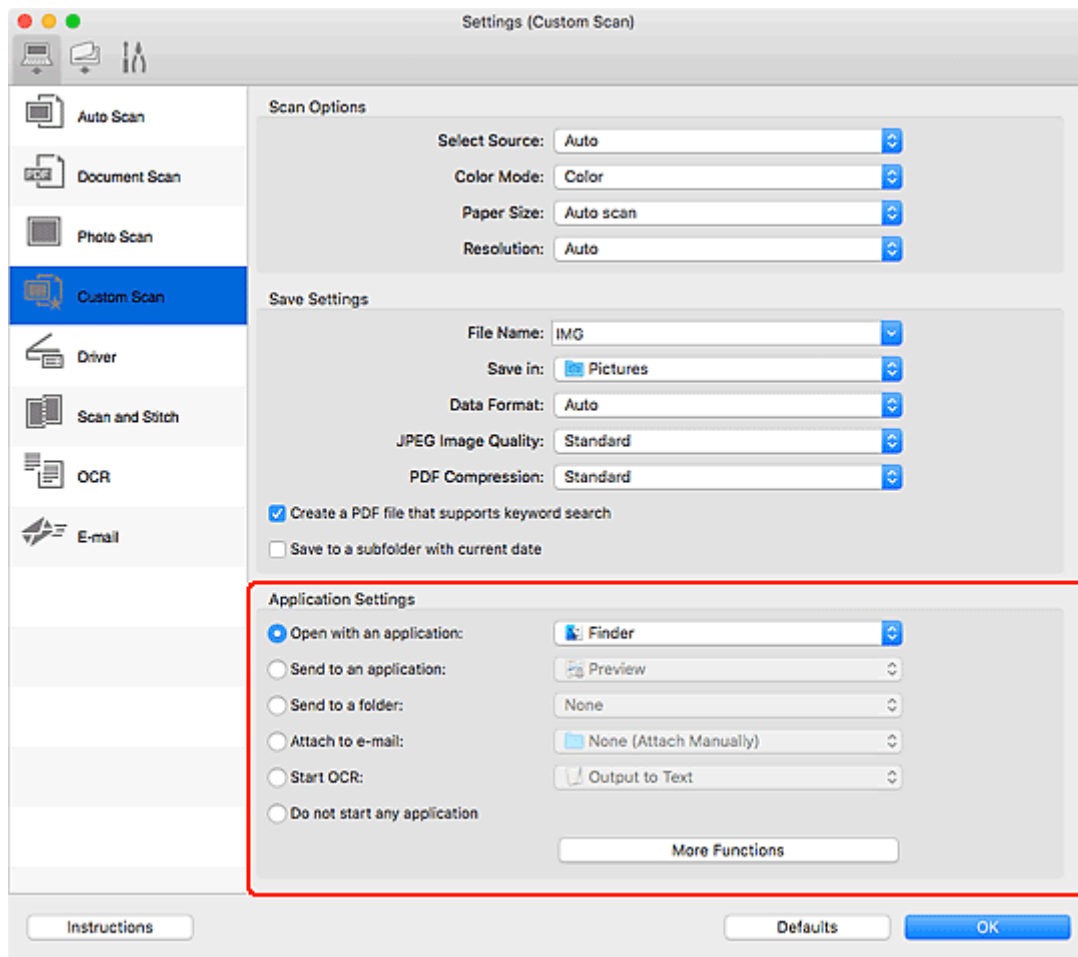 Settings (Custom Scan)
Auto Scan
PDF
Document Scan
Photo Scan
Custom Scan
Driver
Scan and Stitch
OCR
E-mail
Scan Options
Select Source: Auto
Color Mode: Color
Paper Size: Auto scan
Resolution: Auto
Save Settings
File Name: IMG
Save in: Pictures
Data Format: Auto
JPEG Image Quality: Standard
PDF Compression: Standard
Create a PDF file that supports keyword search
Save to a subfolder with current date
Application Settings
Open with an application: Finder
Send to an application: Preview
Send to a folder: None
Attach to e-mail: None (Attach Manually)
Start OCR: Output to Text
Do not start any application
More Functions
Instructions Defaults OK